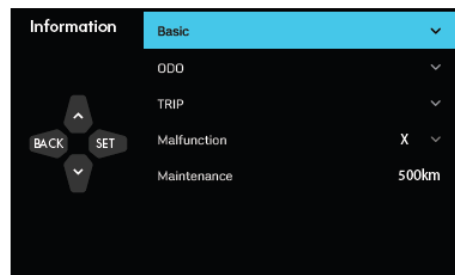 Information
Basic
ODO
TRIP
BACK SET
Malfunction X
Maintenance 500km